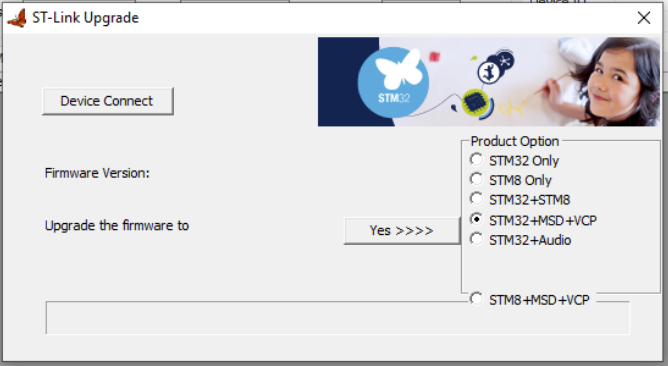 ST-Link Upgrade
Device Connect
STM32
Product Option
STM32 Only
Firmware Version:
STM8 Only
STM32+STM8
Upgrade the firmware to
Yes >>>>
STM32+MSD+VCP
STM32+Audio
STM8+MSD+VCP